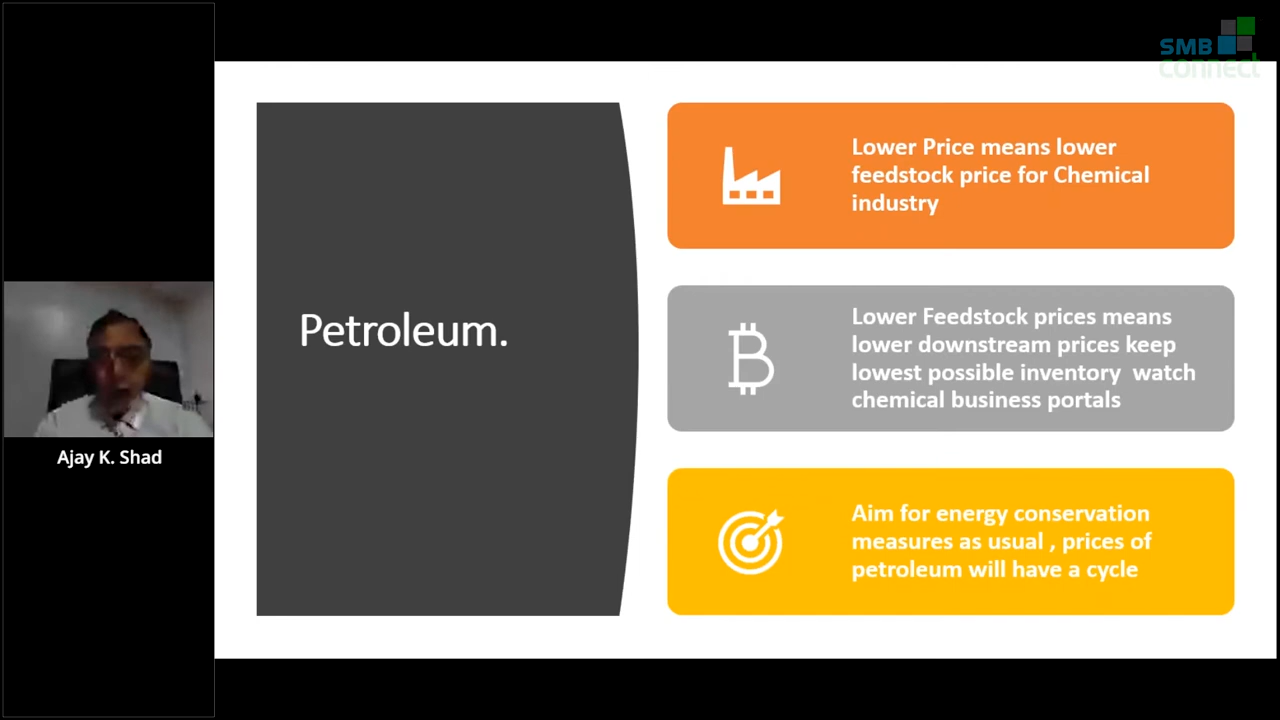 SMB
connect
Petroleum.
Lower Price means lower
feedstock price for Chemical
industry
Lower Feedstock prices means
lower downstream prices keep
lowest possible inventory watch
chemical business portals
Aim for energy conservation
measures as usual , prices of
petroleum will have a cycle
Ajay K. Shad